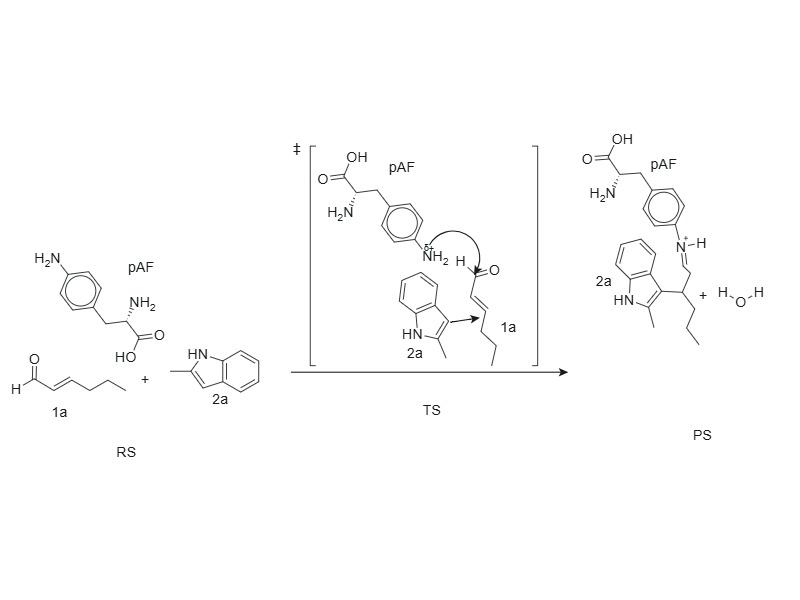 H₂N
pAF
NH₂
O
HO
O
H
1a
+
HN
2a
RS
‡
OH
pAF
O
H₂N
δ+
NH₂
H
O
HN
1a
2a
TS
OH
O
pAF
H₂N
N⁺-H
2a
HN
+
H O H
PS